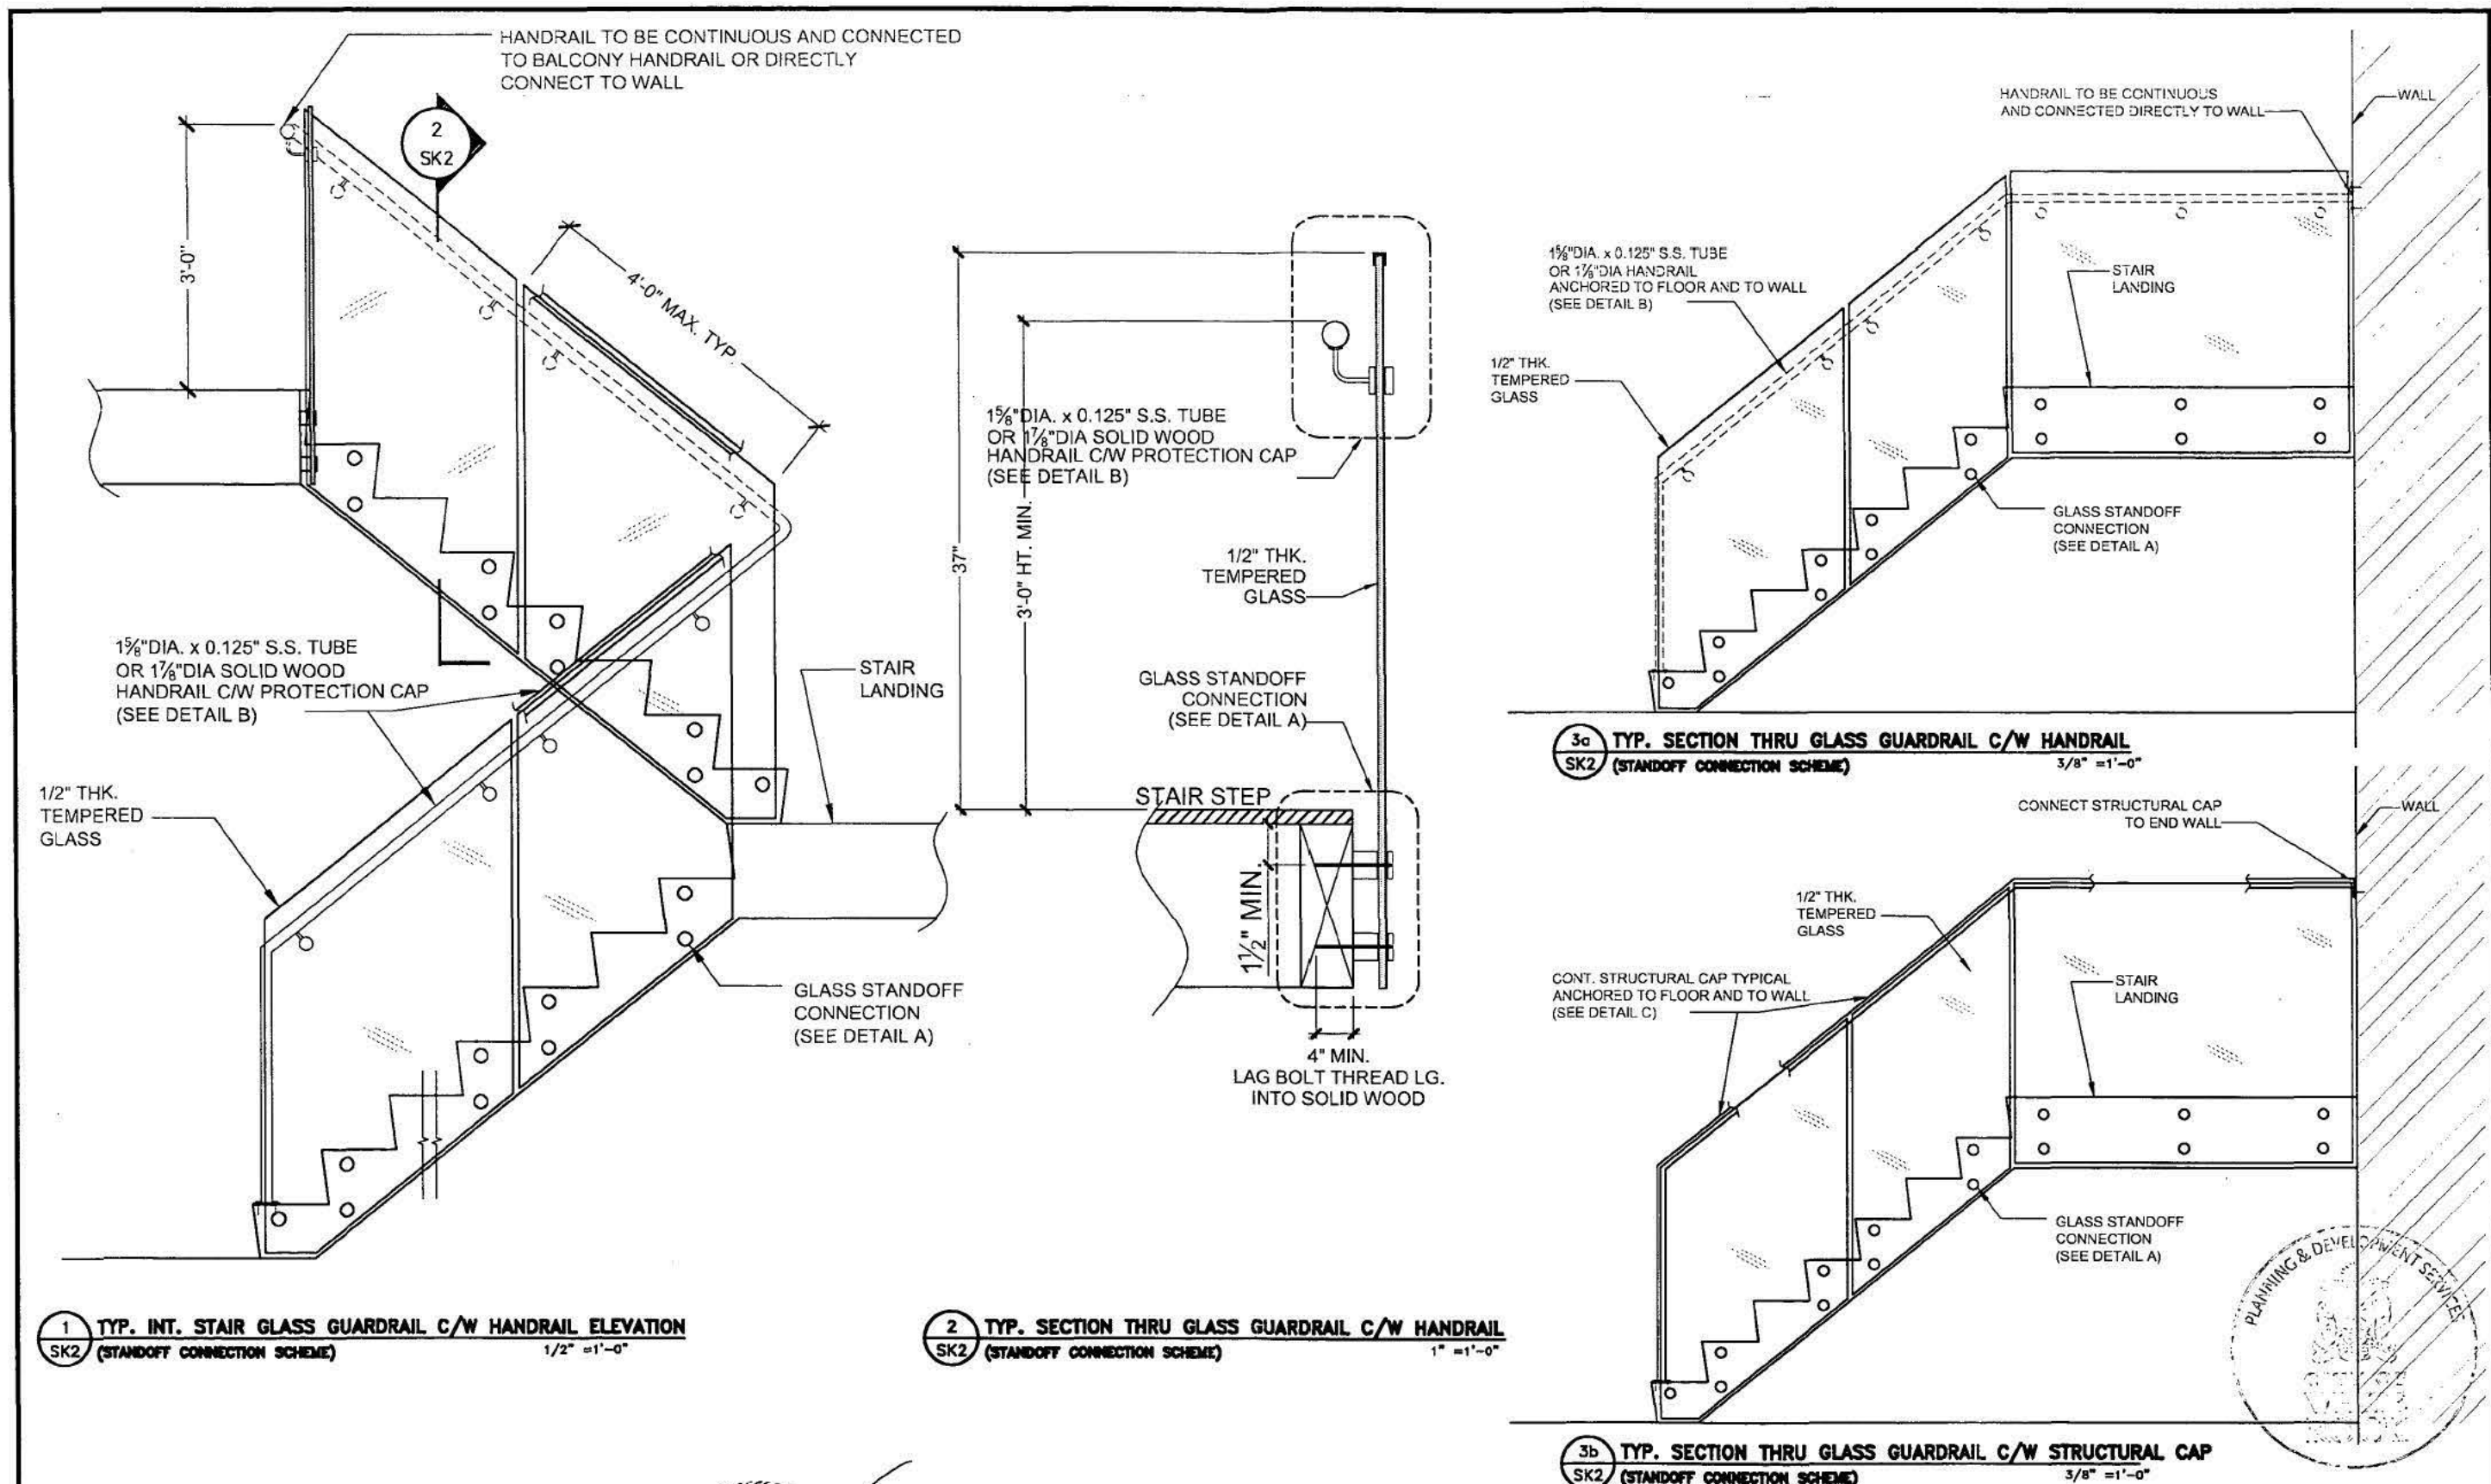 HANDRAIL TO BE CONTINUOUS AND CONNECTED
TO BALCONY HANDRAIL OR DIRECTLY
CONNECT TO WALL
2
SK2
3'-0"
4'-0" MAX. TYP.
1⅝"DIA. x 0.125" S.S. TUBE
OR 1⅞"DIA SOLID WOOD
HANDRAIL C/W PROTECTION CAP
(SEE DETAIL B)
1/2" THK.
TEMPERED
GLASS
STAIR
LANDING
GLASS STANDOFF
CONNECTION
(SEE DETAIL A)
1
SK2
TYP. INT. STAIR GLASS GUARDRAIL C/W HANDRAIL ELEVATION
(STANDOFF CONNECTION SCHEME)
1/2" =1'-0"
37"
3'-0" HT. MIN.
1⅝"DIA. x 0.125" S.S. TUBE
OR 1⅞"DIA SOLID WOOD
HANDRAIL C/W PROTECTION CAP
(SEE DETAIL B)
1/2" THK.
TEMPERED
GLASS
GLASS STANDOFF
CONNECTION
(SEE DETAIL A)
STAIR STEP
1½" MIN.
4" MIN.
LAG BOLT THREAD LG.
INTO SOLID WOOD
2
SK2
TYP. SECTION THRU GLASS GUARDRAIL C/W HANDRAIL
(STANDOFF CONNECTION SCHEME)
1" =1'-0"
HANDRAIL TO BE CONTINUOUS
AND CONNECTED DIRECTLY TO WALL
WALL
1⅝"DIA. x 0.125" S.S. TUBE
OR 1⅞"DIA HANDRAIL
ANCHORED TO FLOOR AND TO WALL
(SEE DETAIL B)
STAIR
LANDING
1/2" THK.
TEMPERED
GLASS
GLASS STANDOFF
CONNECTION
(SEE DETAIL A)
3a
SK2
TYP. SECTION THRU GLASS GUARDRAIL C/W HANDRAIL
(STANDOFF CONNECTION SCHEME)
3/8" =1'-0"
CONNECT STRUCTURAL CAP
TO END WALL
WALL
1/2" THK.
TEMPERED
GLASS
CONT. STRUCTURAL CAP TYPICAL
ANCHORED TO FLOOR AND TO WALL
(SEE DETAIL C)
STAIR
LANDING
GLASS STANDOFF
CONNECTION
(SEE DETAIL A)
PLANNING & DEVELOPMENT SERVICES
3b
SK2
TYP. SECTION THRU GLASS GUARDRAIL C/W STRUCTURAL CAP
(STANDOFF CONNECTION SCHEME)
3/8" =1'-0"